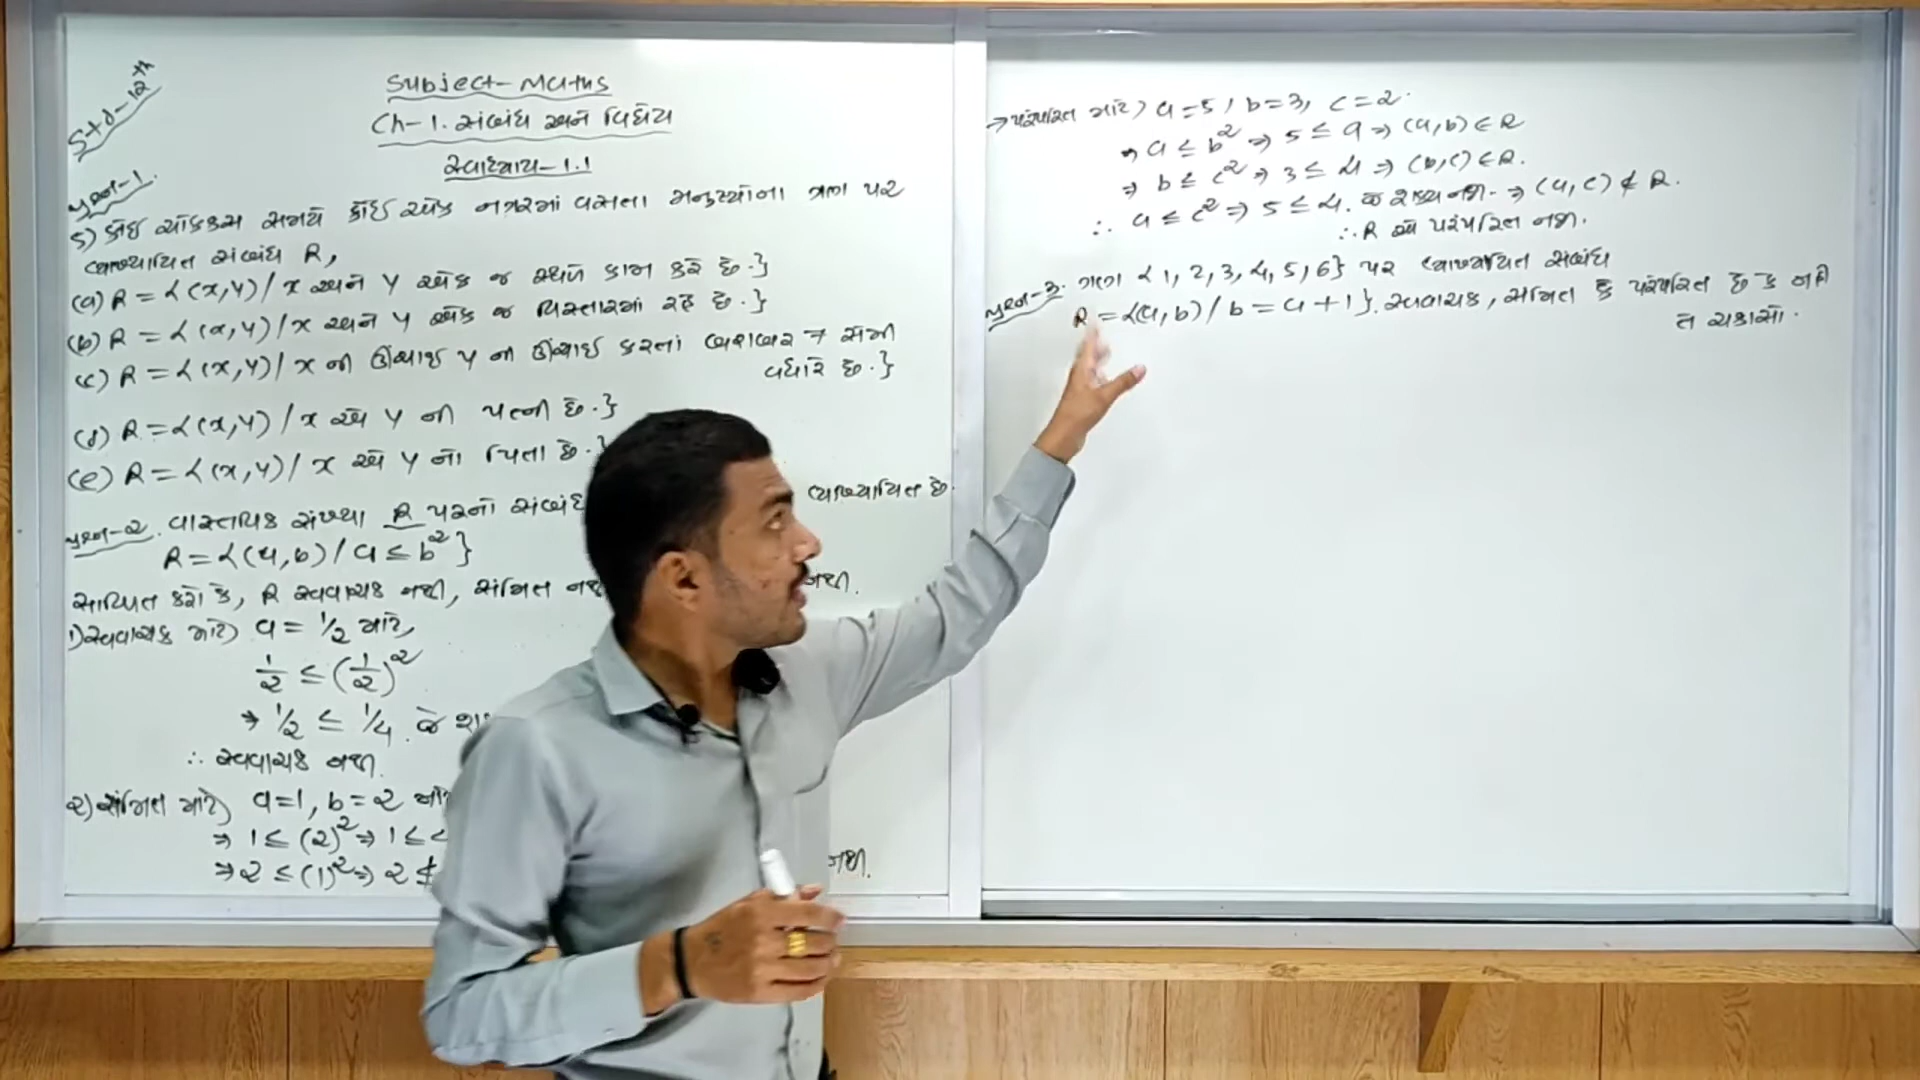 Std-12th
Subject-Maths
Ch-1. સંબંધ અને વિધેય
સ્વાધ્યાય-1.1
પ્રશ્ન-1.
5) કોઈ ચોક્કસ સમયે કોઈ એક નગરમાં વસતા મનુષ્યોના ગણ પર
વ્યાખ્યાયિત સંબંધ R,
(a) R = {(x,y) / x અને y એક જ સ્થળે કામ કરે છે.}
(b) R = {(x,y) / x અને y એક જ વિસ્તારમાં રહે છે.}
(c) R = {(x,y) / x ની ઊંચાઈ y ની ઊંચાઈ કરતાં બરાબર 7 સેમી
વધારે છે.}
(d) R = {(x,y) / x એ y ની પત્ની છે.}
(e) R = {(x,y) / x એ y નો પિતા છે.}
પ્રશ્ન-2. વાસ્તવિક સંખ્યા R પરનો સંબંધ વ્યાખ્યાયિત છે.
R = {(a,b) / a ≤ b²}
સાબિત કરો કે, R સ્વવાચક નથી, સંમિત નથી
1) સ્વવાચક માટે) a = 1/2 માટે,
1/2 ≤ (1/2)²
⇒ 1/2 ≤ 1/4. જે
∴ સ્વવાચક નથી.
2) સંમિત માટે) a=1, b=2
⇒ 1 ≤ (2)² ⇒ 1 ≤
⇒ 2 ≤ (1)² ⇒ 2 ≰ નથી.
→ પરંપરિત માટે) a=5, b=3, c=2.
⇒ a ≤ b² ⇒ 5 ≤ 9 ⇒ (a,b) ∈ R
⇒ b ≤ c² ⇒ 3 ≤ 4 ⇒ (b,c) ∈ R.
∴ a ≤ c² ⇒ 5 ≤ 4. જે શક્ય નથી. ⇒ (a,c) ∉ R.
∴ R એ પરંપરિત નથી.
પ્રશ્ન-3. ગણ {1, 2, 3, 4, 5, 6} પર વ્યાખ્યાયિત સંબંધ
R = {(a,b) / b = a + 1}. સ્વવાચક, સંમિત કે પરંપરિત છે કે નહી
તે ચકાસો.